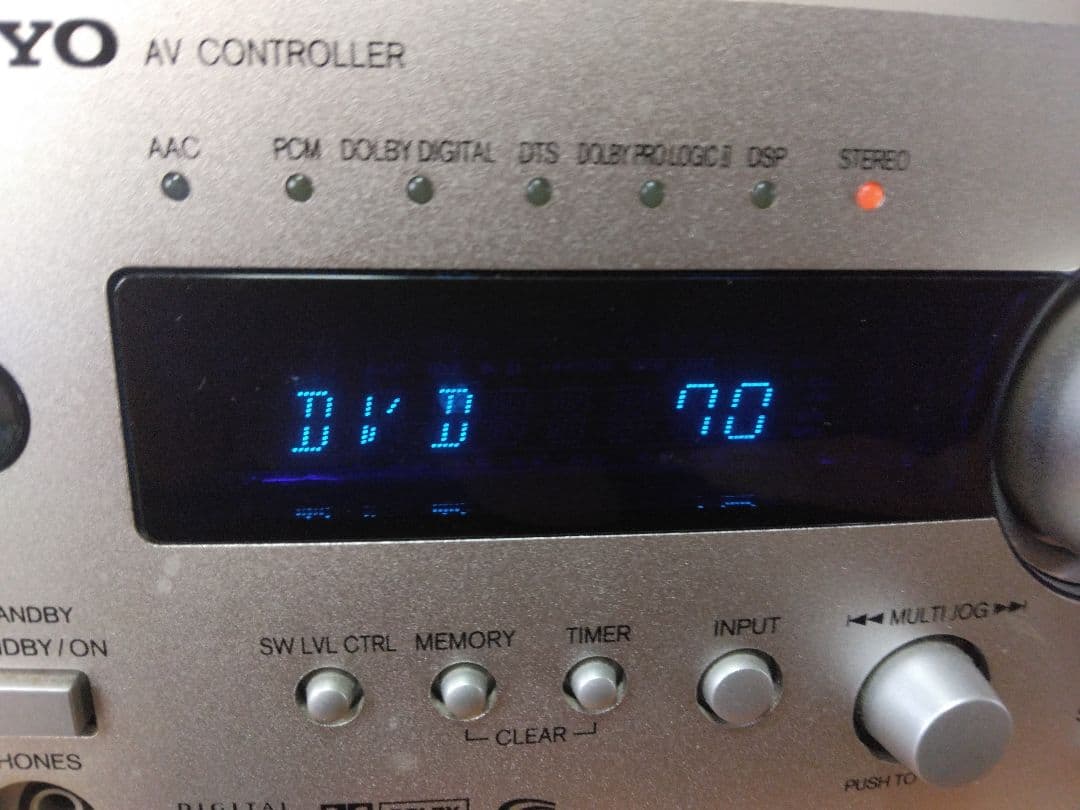 YO AV CONTROLLER
AAC PCM DOLBY DIGITAL DTS DOLBY PRO LOGIC II DSP STEREO
DVD 70
ANDBY
DBY / ON
SW LVL CTRL MEMORY TIMER INPUT MULTI JOG
CLEAR
HONES
PUSH TO
DIGITAL